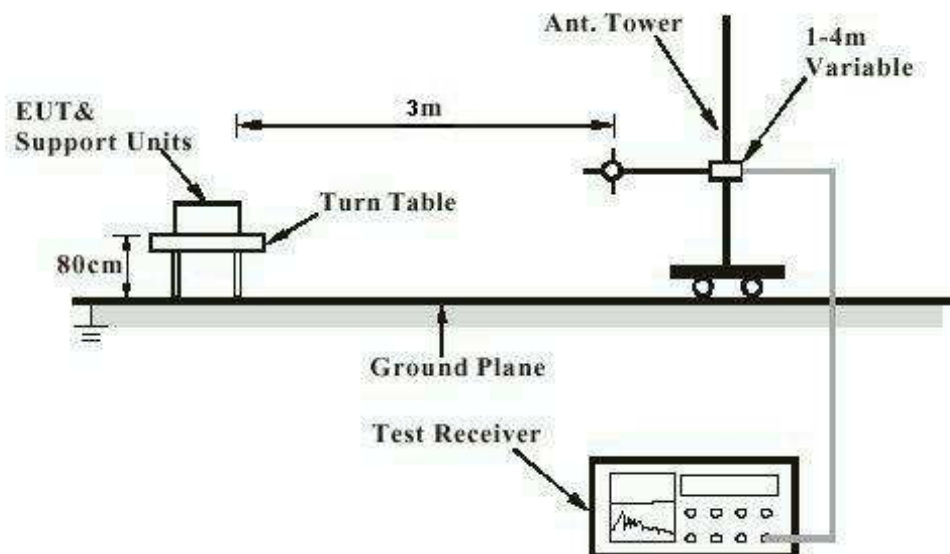 Ant. Tower
1-4m
Variable
EUT&
Support Units
3m
Turn Table
80cm
Ground Plane
Test Receiver